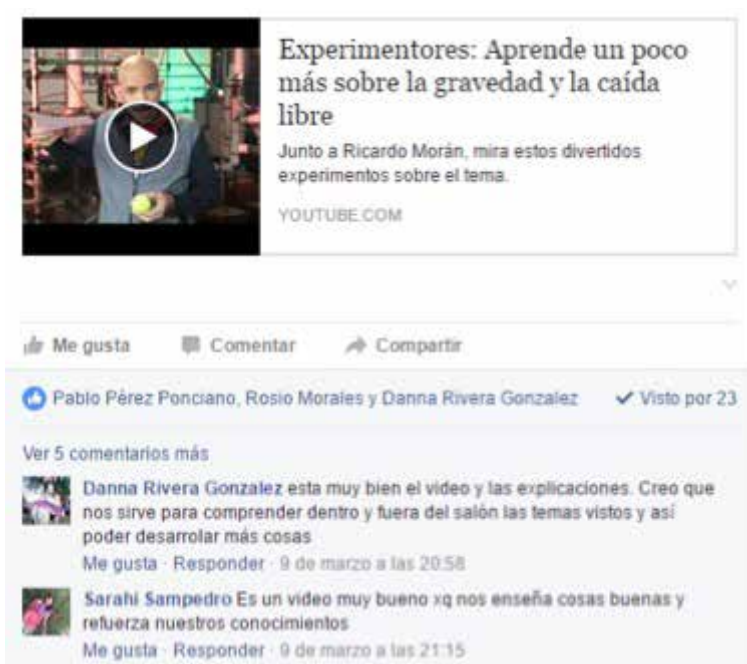 Experimentores: Aprende un poco
más sobre la gravedad y la caída
libre
Junto a Ricardo Morán, mira estos divertidos
experimentos sobre el tema.
YOUTUBE.COM
Me gusta Comentar Compartir
Pablo Pérez Ponciano, Rosio Morales y Danna Rivera Gonzalez Visto por 23
Ver 5 comentarios más
Danna Rivera Gonzalez esta muy bien el video y las explicaciones. Creo que
nos sirve para comprender dentro y fuera del salón las temas vistos y así
poder desarrolar más cosas
Me gusta · Responder · 9 de marzo a las 20:58
Sarahi Sampedro Es un video muy bueno xq nos enseña cosas buenas y
refuerza nuestros conocimientos
Me gusta · Responder · 9 de marzo a las 21:15